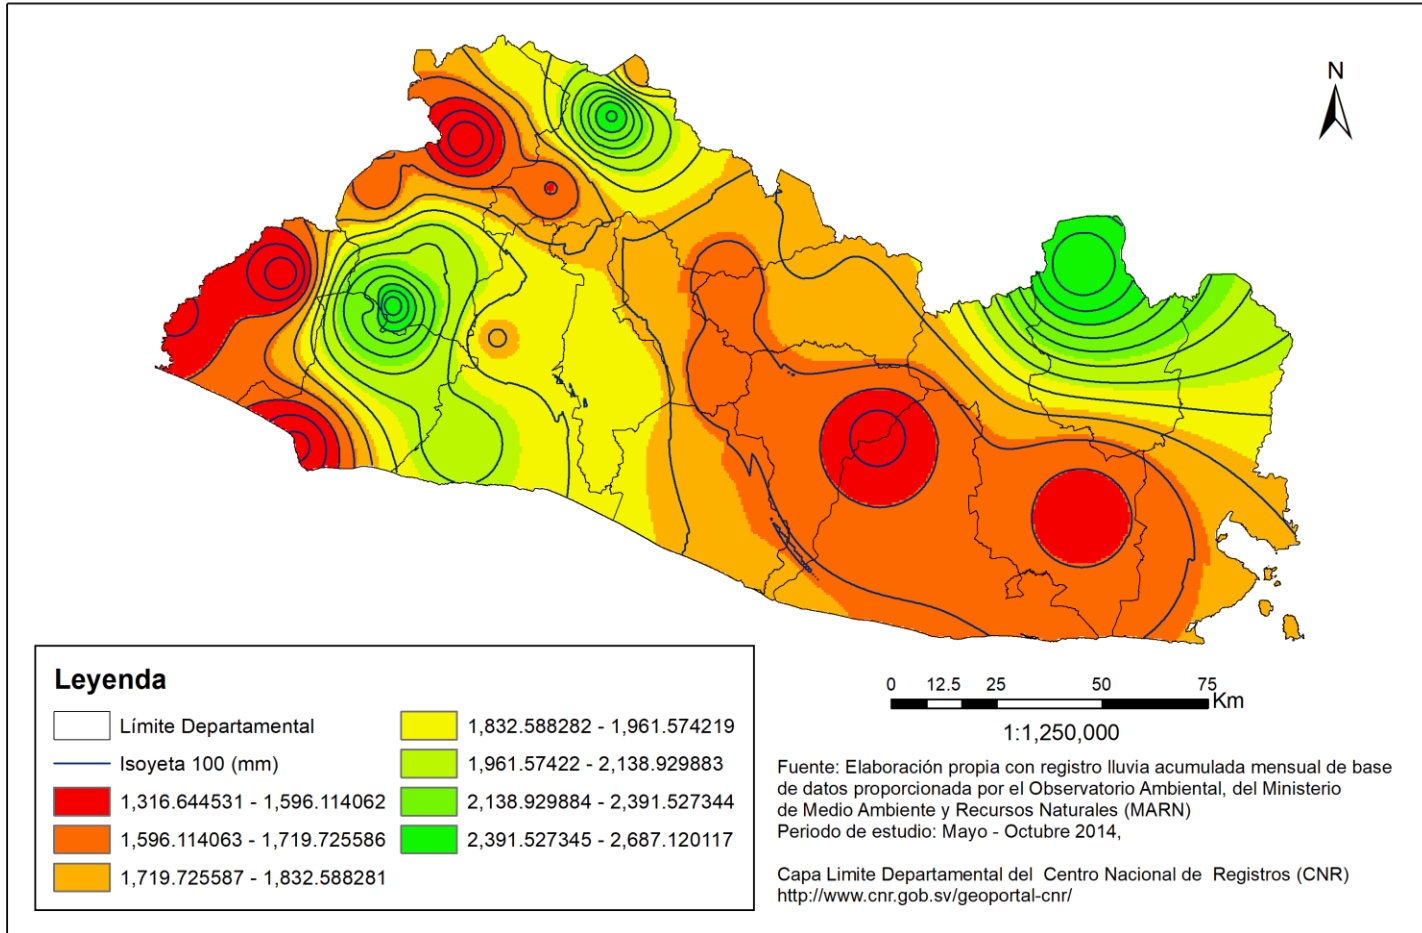 N
Leyenda
Límite Departamental
Isoyeta 100 (mm)
1,316.644531 - 1,596.114062
1,596.114063 - 1,719.725586
1,719.725587 - 1,832.588281
1,832.588282 - 1,961.574219
1,961.57422 - 2,138.929883
2,138.929884 - 2,391.527344
2,391.527345 - 2,687.120117
0 12.5 25 50 75
Km
1:1,250,000
Fuente: Elaboración propia con registro lluvia acumulada mensual de base
de datos proporcionada por el Observatorio Ambiental, del Ministerio
de Medio Ambiente y Recursos Naturales (MARN)
Periodo de estudio: Mayo - Octubre 2014,
Capa Limite Departamental del Centro Nacional de Registros (CNR)
http://www.cnr.gob.sv/geoportal-cnr/